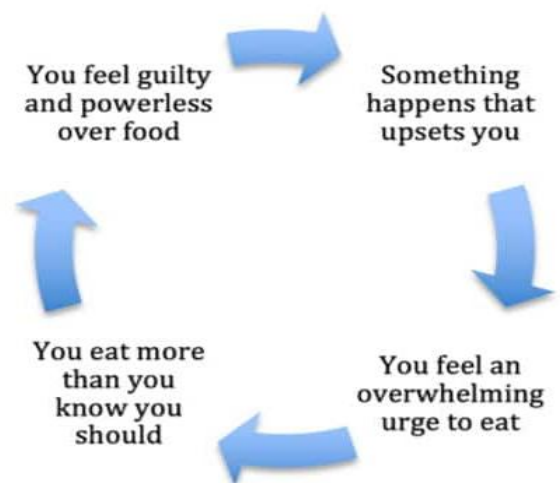 You feel guilty
and powerless
over food
Something
happens that
upsets you
You feel an
overwhelming
urge to eat
You eat more
than you
know you
should